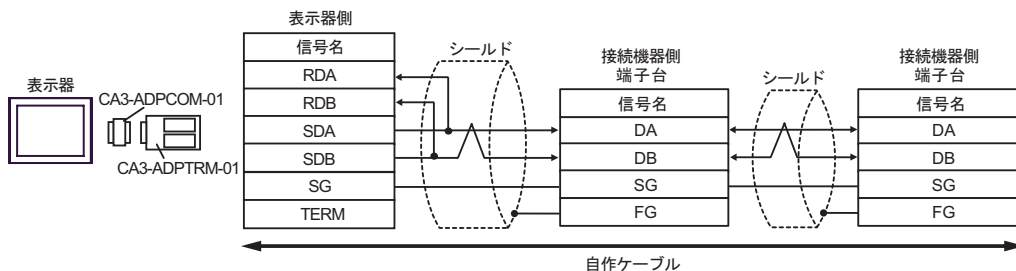 表示器
CA3-ADPCOM-01
CA3-ADPTRM-01
表示器側
信号名
RDA
RDB
SDA
SDB
SG
TERM
シールド
接続機器側
端子台
信号名
DA
DB
SG
FG
シールド
接続機器側
端子台
信号名
DA
DB
SG
FG
自作ケーブル